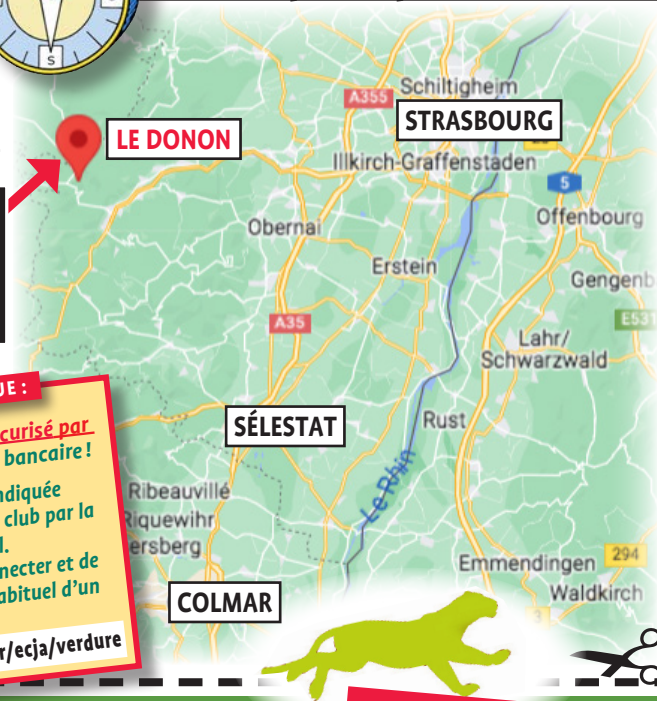 S
Schiltigheim
A355
STRASBOURG
LE DONON
Illkirch-Graffenstaden
5
Offenbourg
Obernai
Erstein
Gengenb
E531
A35
Lahr/
Schwarzwald
UE :
curisé par
bancaire !
ndiquée
club par la
l.
necter et de
abituel d'un
r/ecja/verdure
SÉLESTAT
Rust
Le Rhin
Ribeauvillé
Riquewihr
ersberg
Emmendingen
294
Waldkirch
COLMAR
3